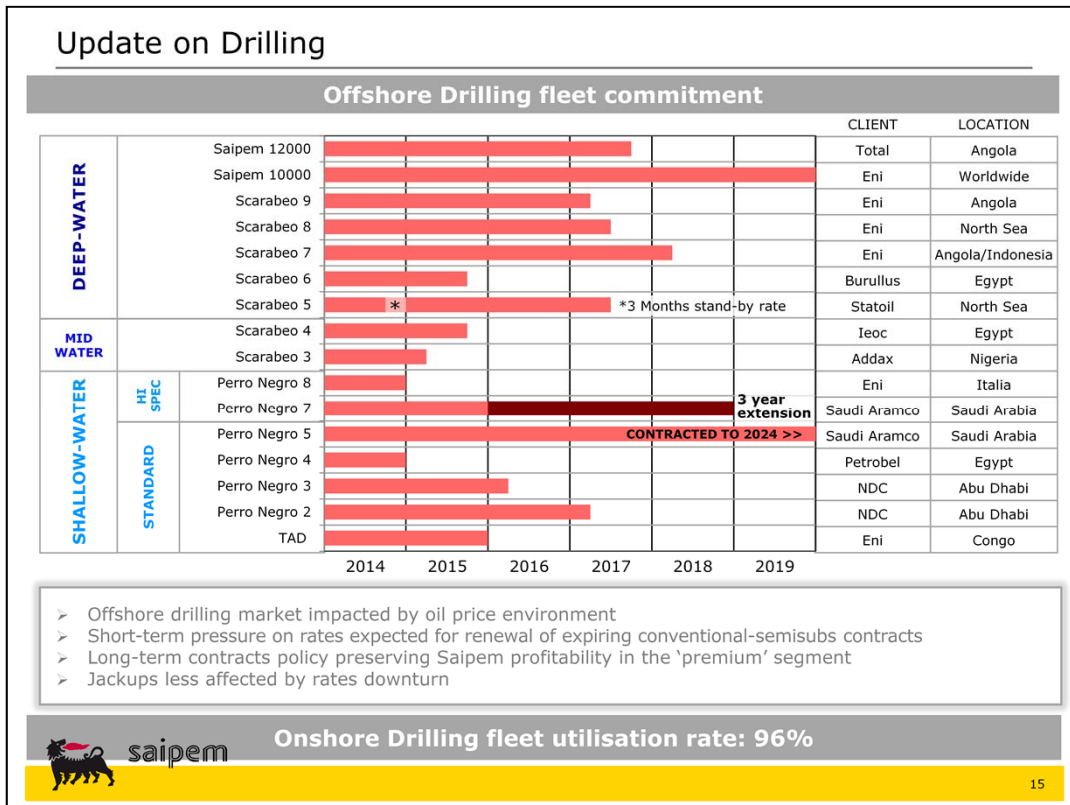 Update on Drilling
Offshore Drilling fleet commitment
CLIENT LOCATION
DEEP-WATER
Saipem 12000 Total Angola
Saipem 10000 Eni Worldwide
Scarabeo 9 Eni Angola
Scarabeo 8 Eni North Sea
Scarabeo 7 Eni Angola/Indonesia
Scarabeo 6 Burullus Egypt
Scarabeo 5 * *3 Months stand-by rate Statoil North Sea
MID WATER
Scarabeo 4 Ieoc Egypt
Scarabeo 3 Addax Nigeria
SHALLOW-WATER
HI SPEC
Perro Negro 8 Eni Italia
Perro Negro 7 3 year extension Saudi Aramco Saudi Arabia
STANDARD
Perro Negro 5 CONTRACTED TO 2024 >> Saudi Aramco Saudi Arabia
Perro Negro 4 Petrobel Egypt
Perro Negro 3 NDC Abu Dhabi
Perro Negro 2 NDC Abu Dhabi
TAD Eni Congo
2014 2015 2016 2017 2018 2019
➢ Offshore drilling market impacted by oil price environment
➢ Short-term pressure on rates expected for renewal of expiring conventional-semisubs contracts
➢ Long-term contracts policy preserving Saipem profitability in the ‘premium’ segment
➢ Jackups less affected by rates downturn
Onshore Drilling fleet utilisation rate: 96%
saipem
15